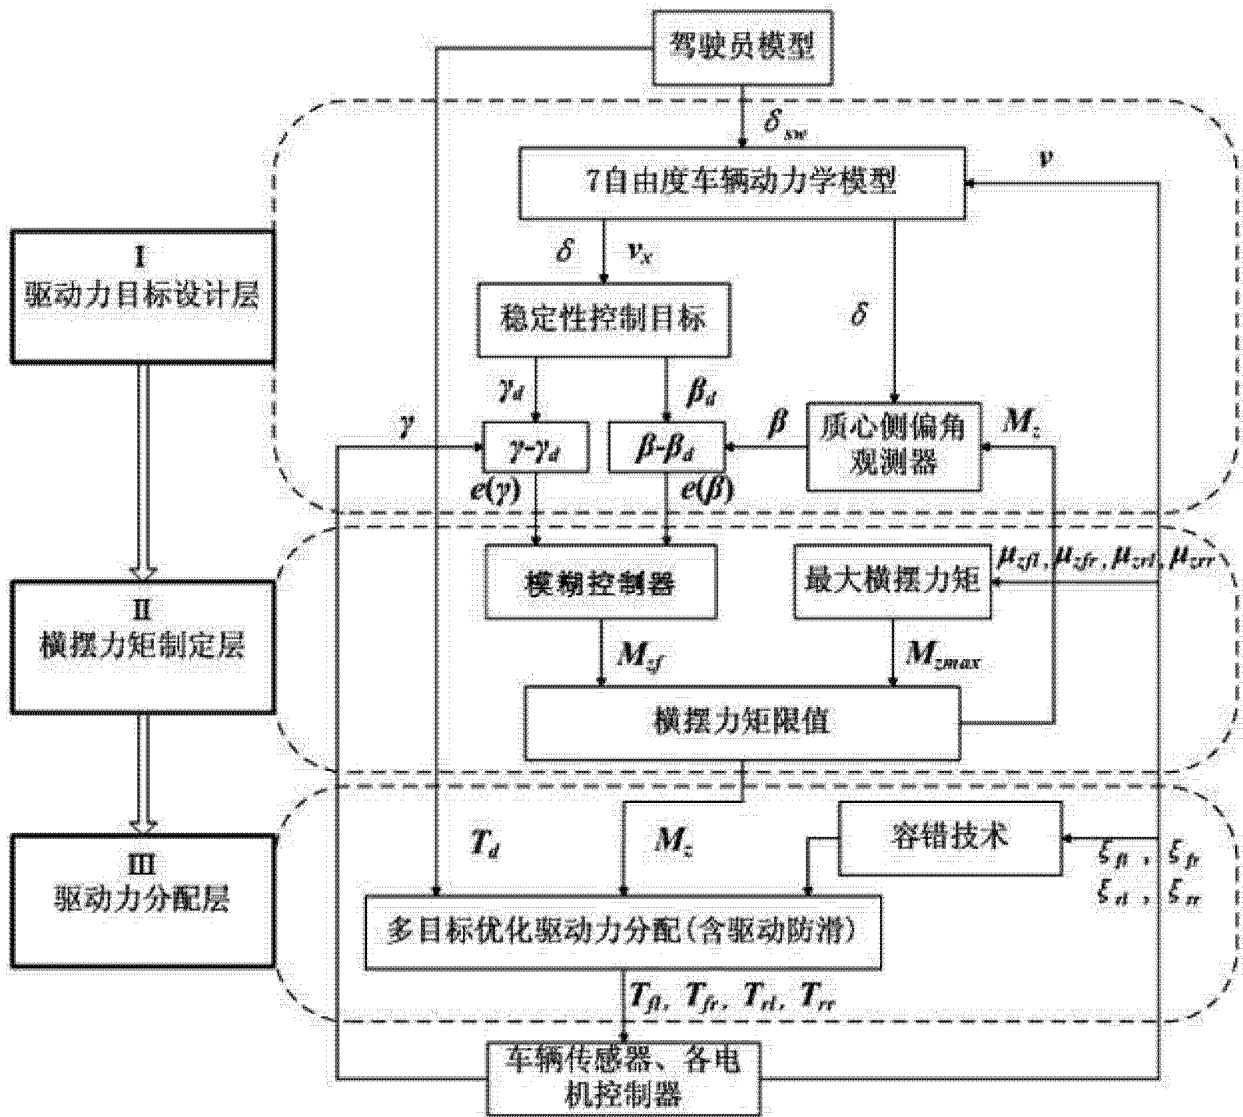 驾驶员模型
δsw
7自由度车辆动力学模型
v
I
驱动力目标设计层
δ vx
稳定性控制目标
δ
γd
βd
γ
γ-γd
β-βd
β
质心侧偏角
观测器
Mz
e(γ)
e(β)
II
横摆力矩制定层
模糊控制器
最大横摆力矩
μzfl, μzfr, μzrl, μzrr
Mzf
Mzmax
横摆力矩限值
III
驱动力分配层
Td
Mz
容错技术
ξfl , ξfr
ξrl , ξrr
多目标优化驱动力分配(含驱动防滑)
Tfl, Tfr, Trl, Trr
车辆传感器、各电
机控制器